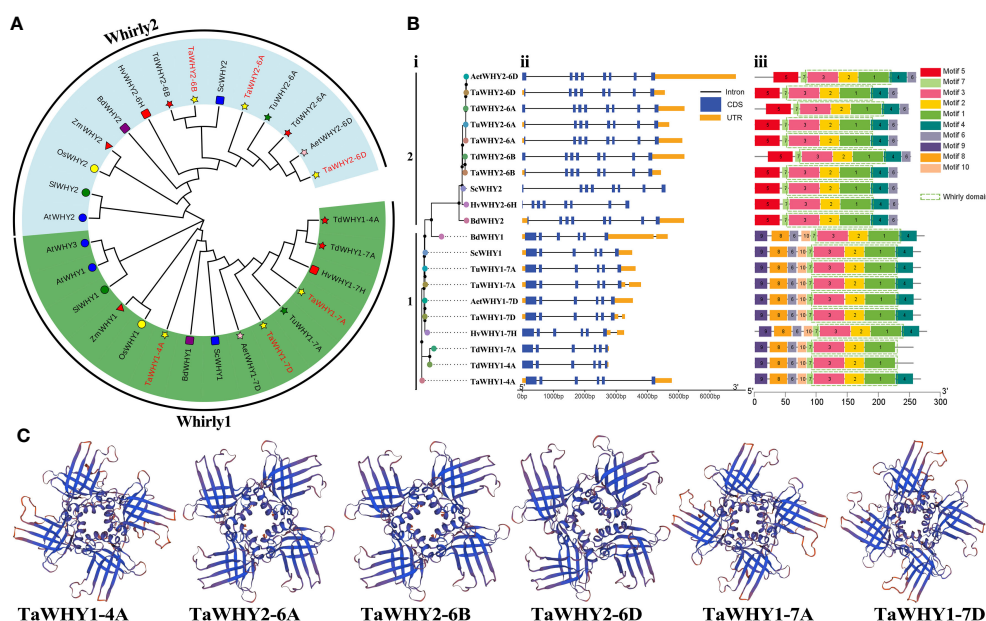 A
Whirly2
TdWHY2-6B
TaWHY2-6B
ScWHY2
TaWHY2-6A
TuWHY2-6A
TdWHY2-6A
AetWHY2-6D
TaWHY2-6D
HvWHY2-6H
BdWHY2
ZmWHY2
OsWHY2
SlWHY2
AtWHY2
AtWHY3
AtWHY1
SlWHY1
ZmWHY1
OsWHY1
TaWHY1-4A
BdWHY1
ScWHY1
AetWHY1-7D
TaWHY1-7D
TuWHY1-7A
TaWHY1-7A
HvWHY1-7H
TdWHY1-7A
TdWHY1-4A
Whirly1
B
i
ii
iii
2
1
AetWHY2-6D
TaWHY2-6D
TdWHY2-6A
TuWHY2-6A
TaWHY2-6A
TdWHY2-6B
TaWHY2-6B
ScWHY2
HvWHY2-6H
BdWHY2
BdWHY1
ScWHY1
TuWHY1-7A
TaWHY1-7A
AetWHY1-7D
TaWHY1-7D
HvWHY1-7H
TdWHY1-7A
TdWHY1-4A
TaWHY1-4A
Intron
CDS
UTR
5' 3'
0bp 1000bp 2000bp 3000bp 4000bp 5000bp 6000bp
Motif 5
Motif 7
Motif 3
Motif 2
Motif 1
Motif 4
Motif 6
Motif 9
Motif 8
Motif 10
Whirly domai
5' 3'
0 50 100 150 200 250 300
C
TaWHY1-4A
TaWHY2-6A
TaWHY2-6B
TaWHY2-6D
TaWHY1-7A
TaWHY1-7D